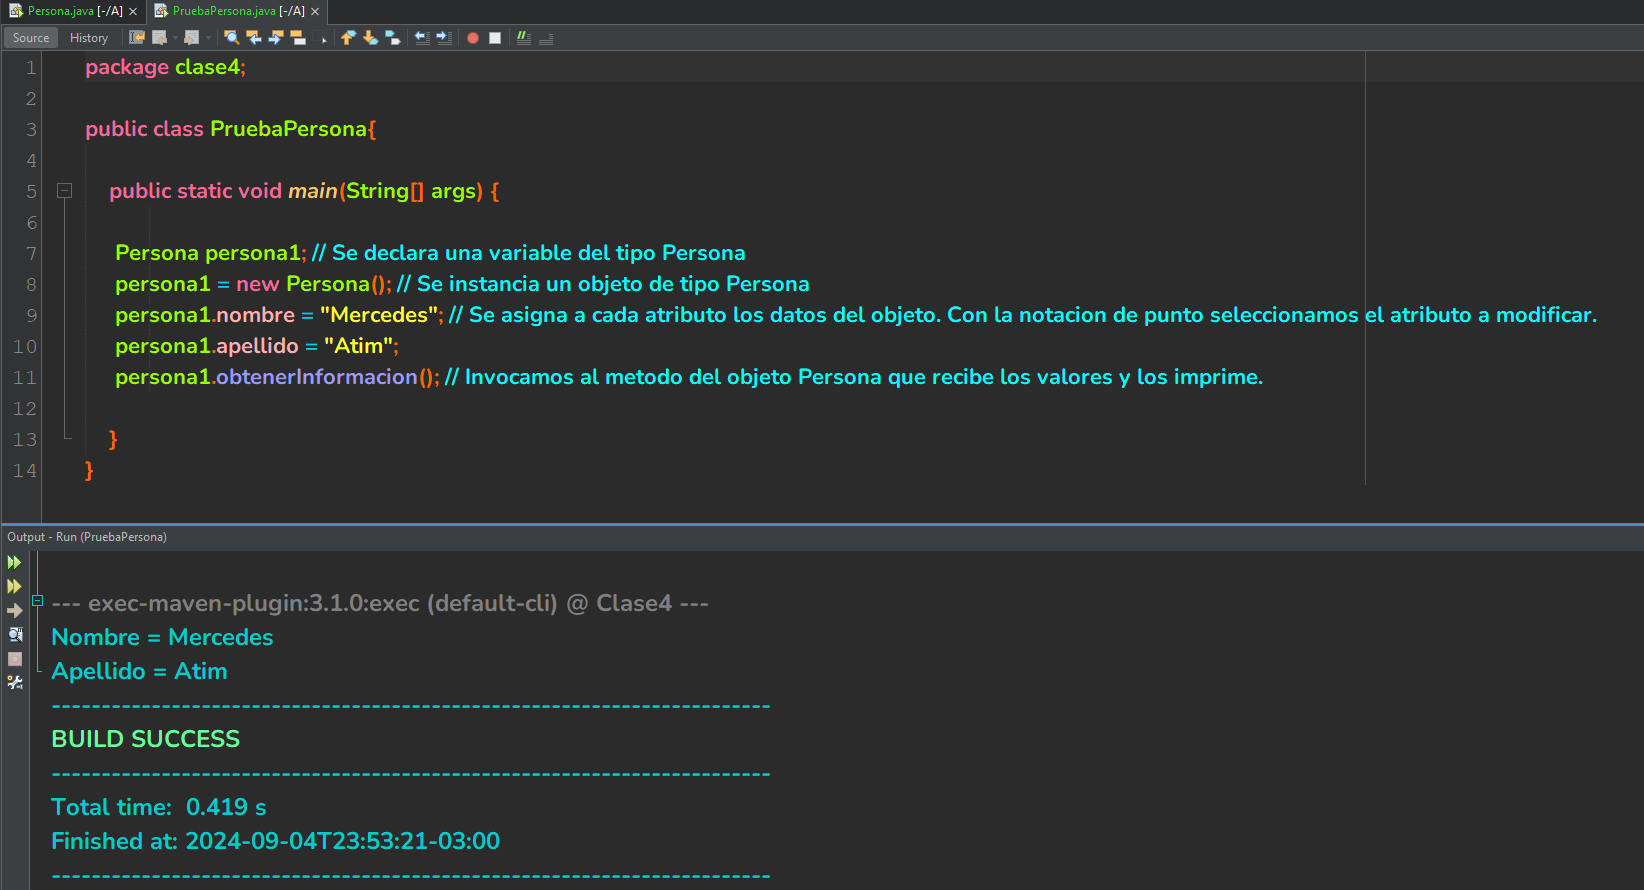 Persona.java [-/A] × PruebaPersona.java [-/A] ×
Source History
1 package clase4;
2
3 public class PruebaPersona{
4
5 public static void main(String[] args) {
6
7 Persona persona1; // Se declara una variable del tipo Persona
8 persona1 = new Persona(); // Se instancia un objeto de tipo Persona
9 persona1.nombre = "Mercedes"; // Se asigna a cada atributo los datos del objeto. Con la notacion de punto seleccionamos el atributo a modificar.
10 persona1.apellido = "Atim";
11 persona1.obtenerInformacion(); // Invocamos al metodo del objeto Persona que recibe los valores y los imprime.
12
13 }
14 }
Output - Run (PruebaPersona)
--- exec-maven-plugin:3.1.0:exec (default-cli) @ Clase4 ---
Nombre = Mercedes
Apellido = Atim
------------------------------------------------------------------------
BUILD SUCCESS
------------------------------------------------------------------------
Total time:  0.419 s
Finished at: 2024-09-04T23:53:21-03:00
------------------------------------------------------------------------